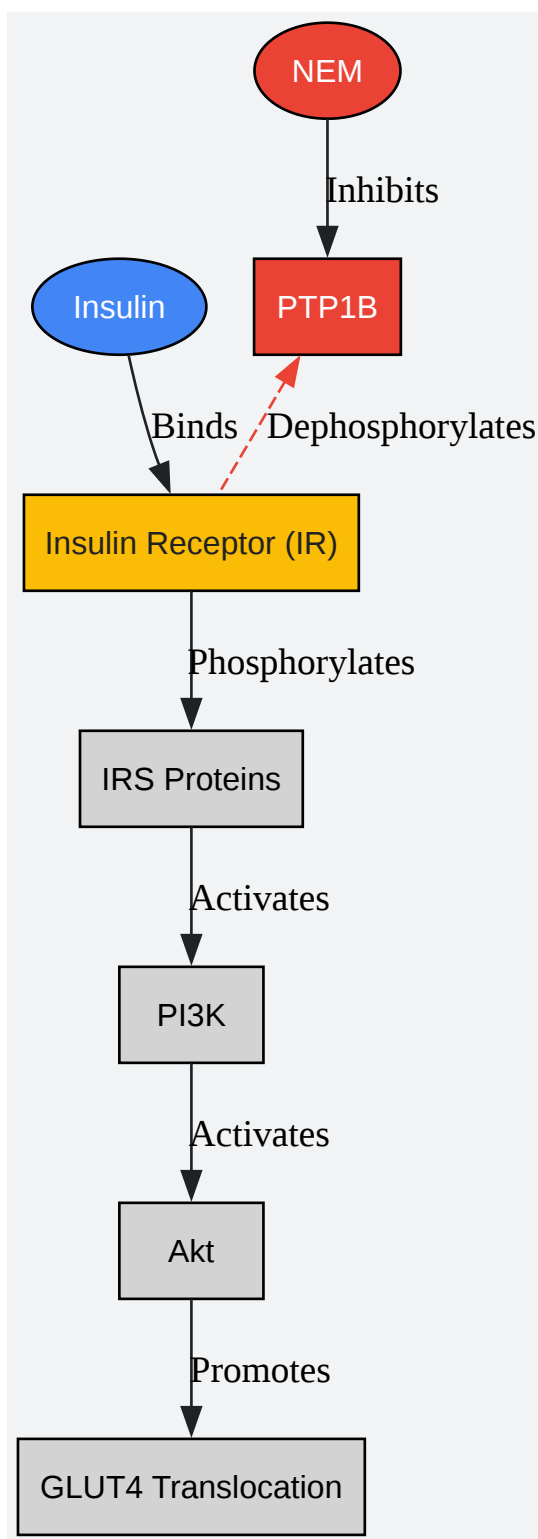 NEM
Inhibits
Insulin
PTP1B
Binds
Dephosphorylates
Insulin Receptor (IR)
Phosphorylates
IRS Proteins
Activates
PI3K
Activates
Akt
Promotes
GLUT4 Translocation